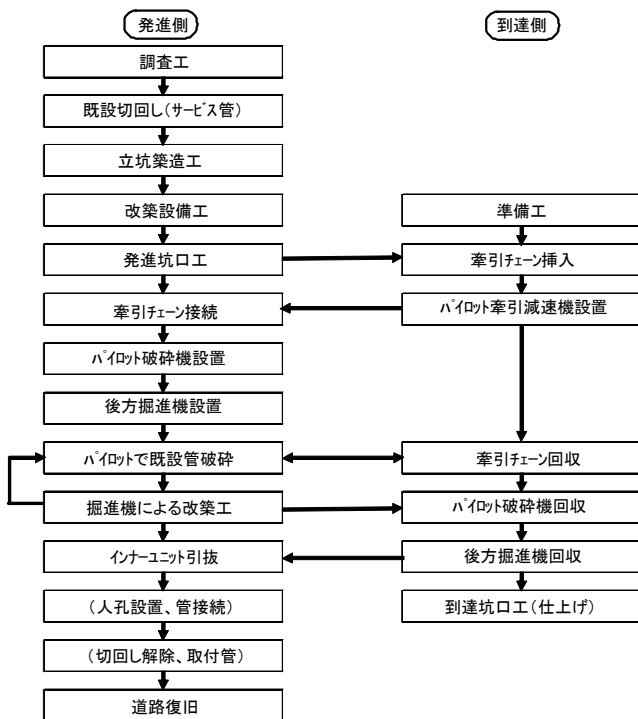 発進側
到達側
調査工
既設切回し(サービス管)
立坑築造工
改築設備工
準備工
発進坑口工
牽引チェーン挿入
牽引チェーン接続
パイロット牽引減速機設置
パイロット破砕機設置
後方掘進機設置
パイロットで既設管破砕
牽引チェーン回収
掘進機による改築工
パイロット破砕機回収
インナーユニット引抜
後方掘進機回収
(人孔設置、管接続)
到達坑口工(仕上げ)
(切回し解除、取付管)
道路復旧